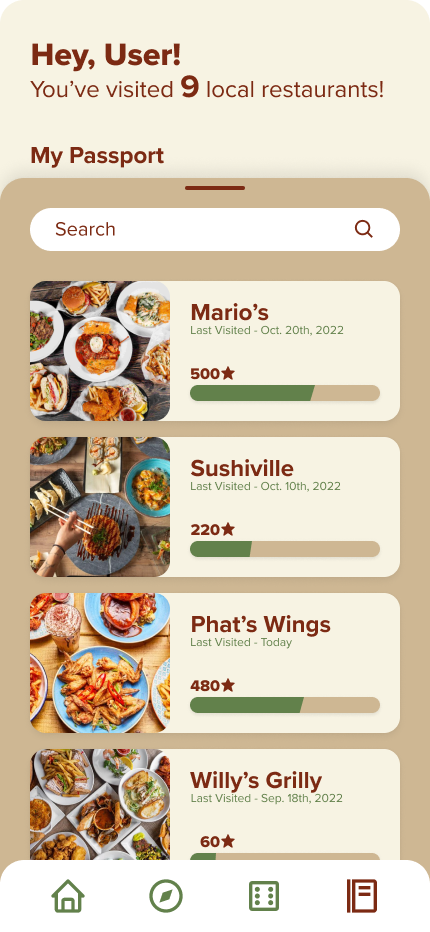 Hey, User!
You’ve visited 9 local restaurants!
My Passport
Search
Mario’s
Last Visited - Oct. 20th, 2022
500★
Sushiville
Last Visited - Oct. 10th, 2022
220★
Phat’s Wings
Last Visited - Today
480★
Willy’s Grilly
Last Visited - Sep. 18th, 2022
60★